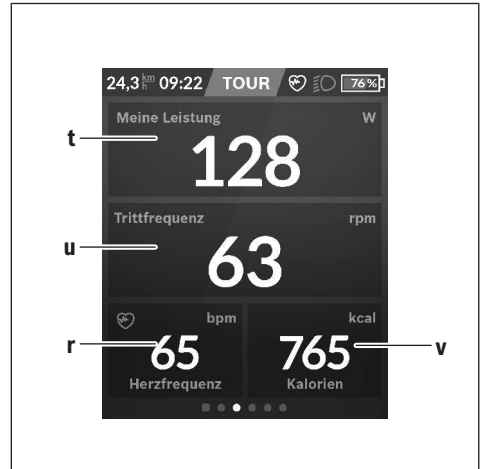 24,3 km/h 09:22 TOUR 76 %
Meine Leistung W
t
128
Trittfrequenz rpm
u
63
bpm kcal
r 65 765 v
Herzfrequenz Kalorien